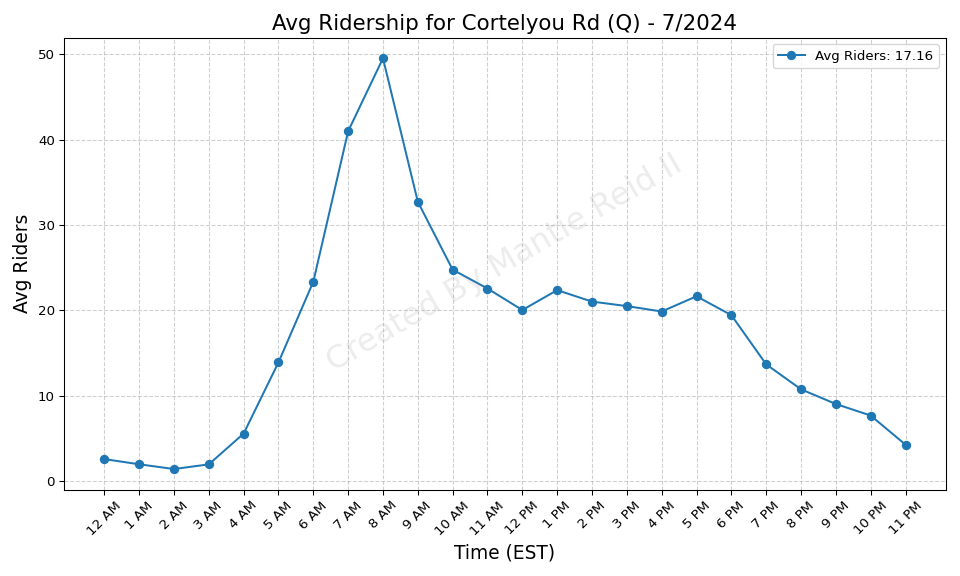 Avg Ridership for Cortelyou Rd (Q) - 7/2024
Avg Riders: 17.16
50
40
30
20
10
0
Avg Riders
Created By Mantle Reid II
12 AM
1 AM
2 AM
3 AM
4 AM
5 AM
6 AM
7 AM
8 AM
9 AM
10 AM
11 AM
12 PM
1 PM
2 PM
3 PM
4 PM
5 PM
6 PM
7 PM
8 PM
9 PM
10 PM
11 PM
Time (EST)